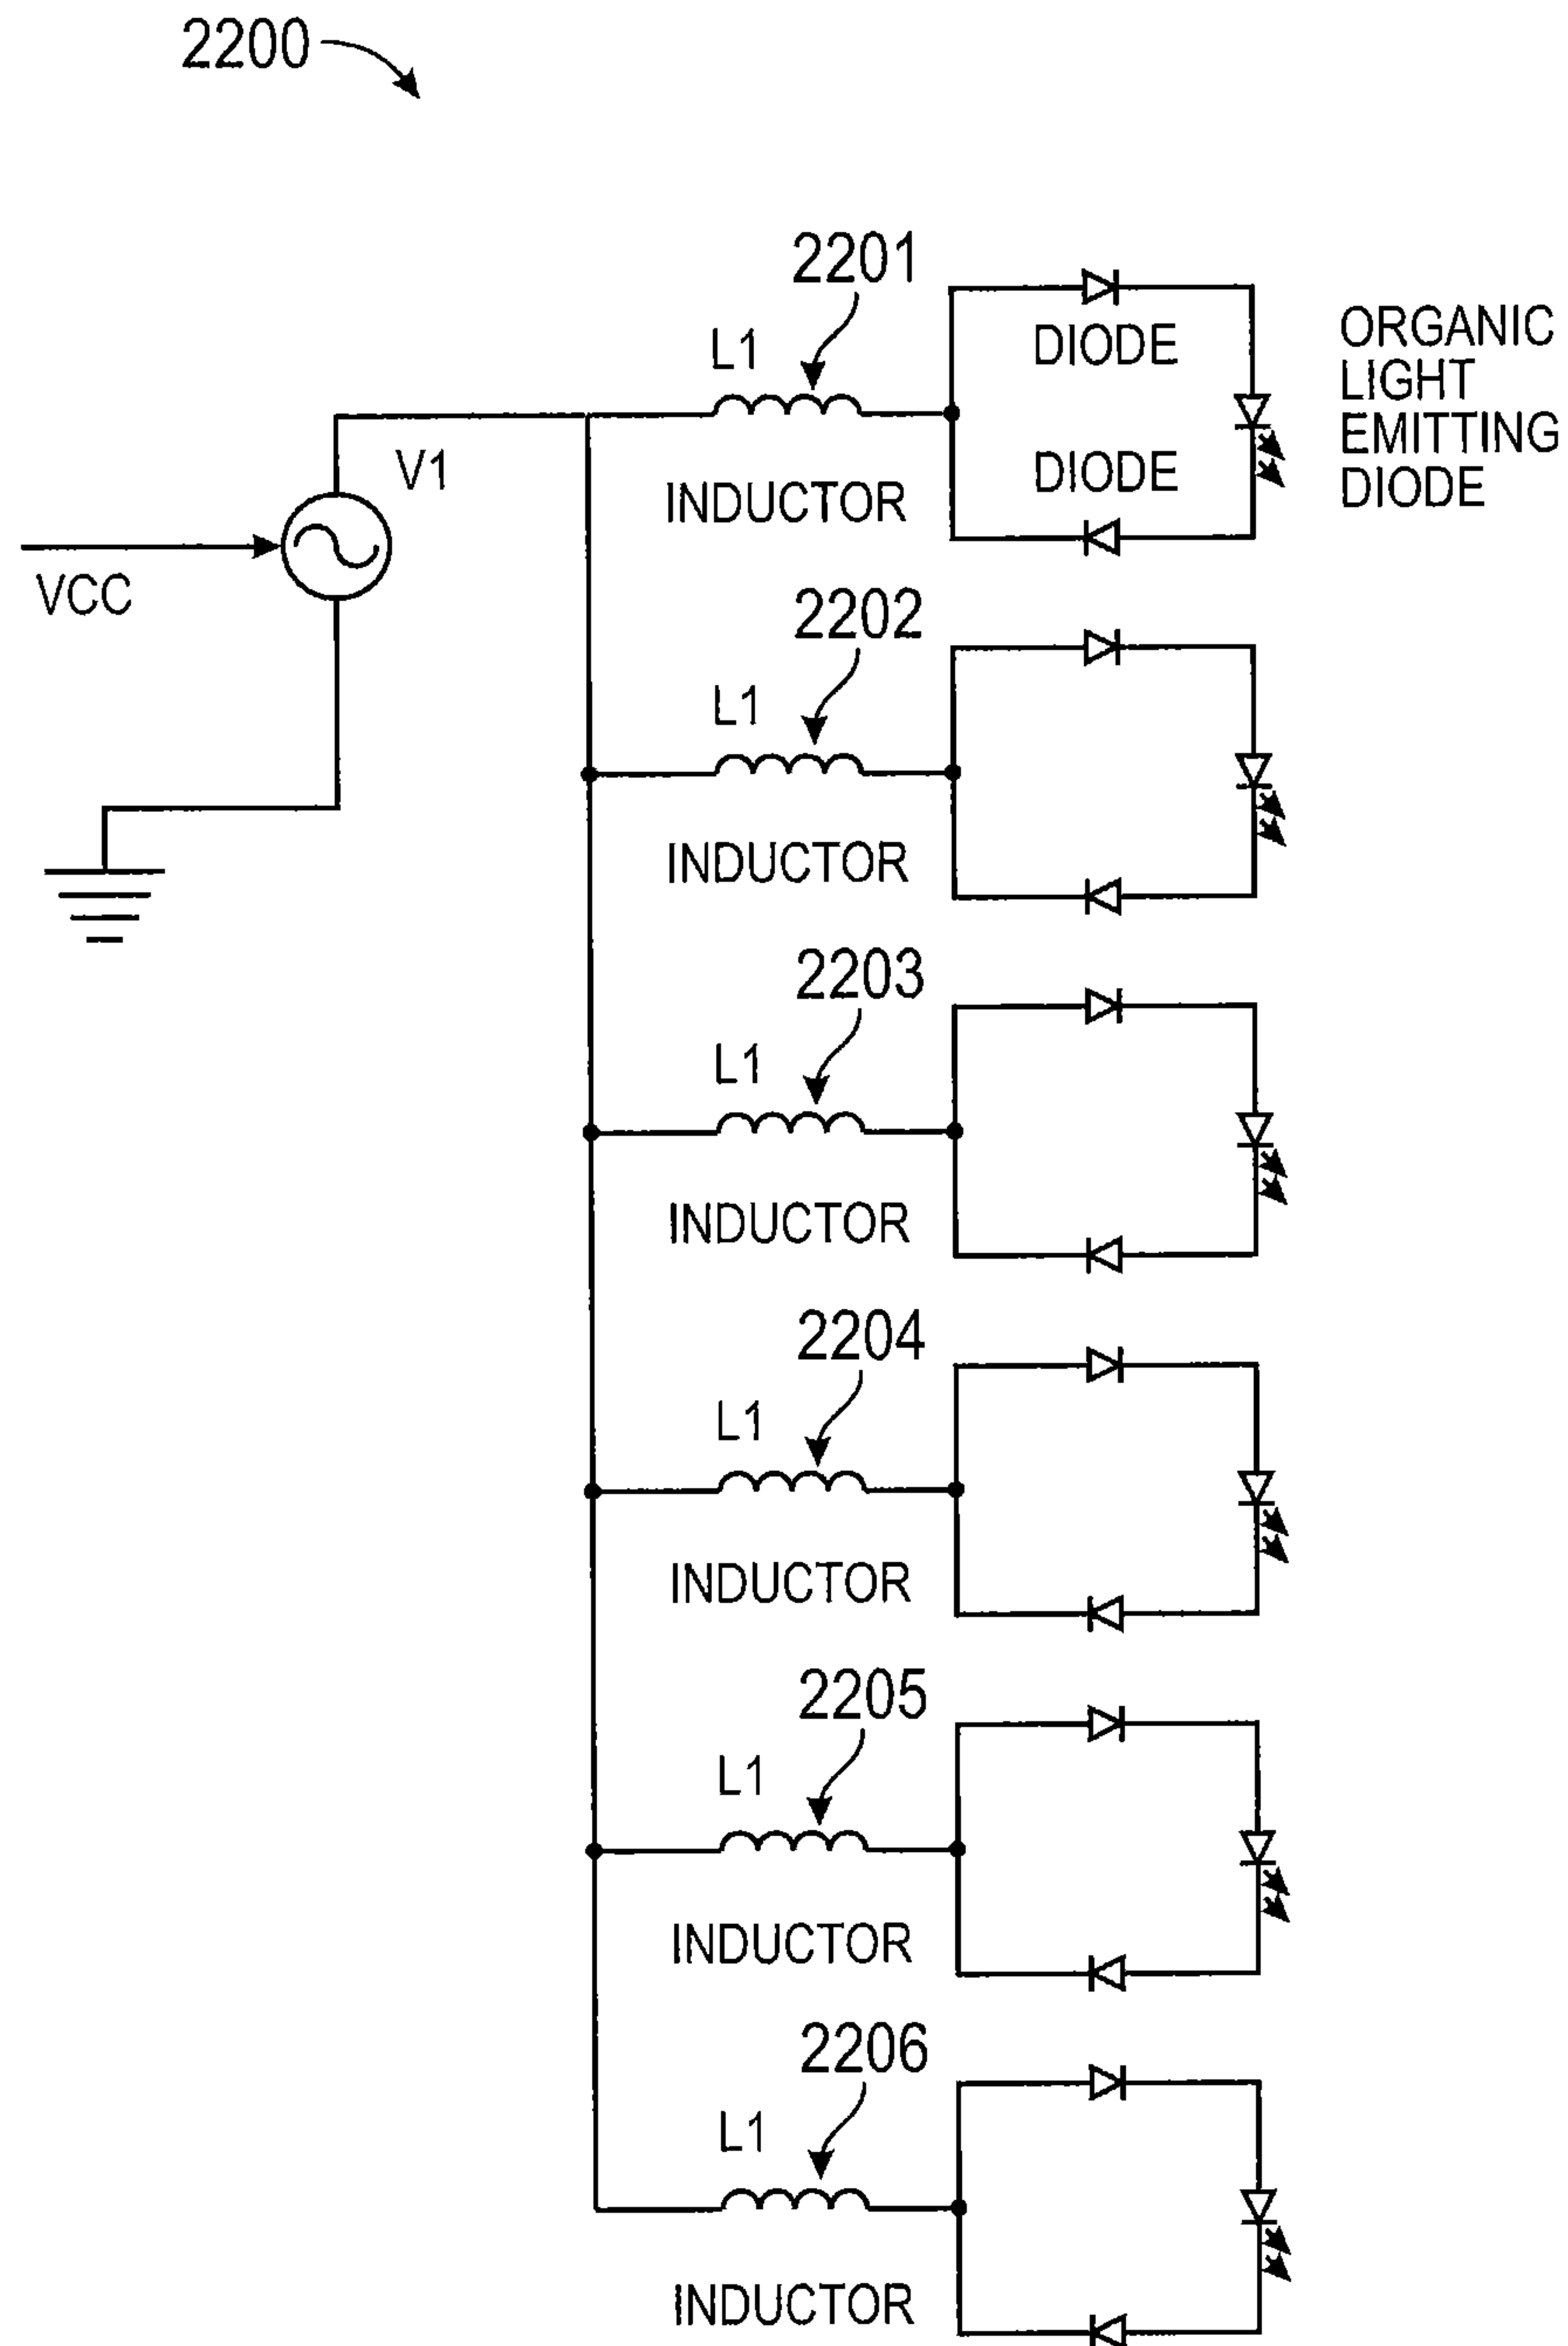 2200
2201
L1
DIODE
ORGANIC
LIGHT
EMITTING
DIODE
V1
DIODE
INDUCTOR
VCC
2202
L1
INDUCTOR
2203
L1
INDUCTOR
2204
L1
INDUCTOR
2205
L1
INDUCTOR
2206
L1
INDUCTOR